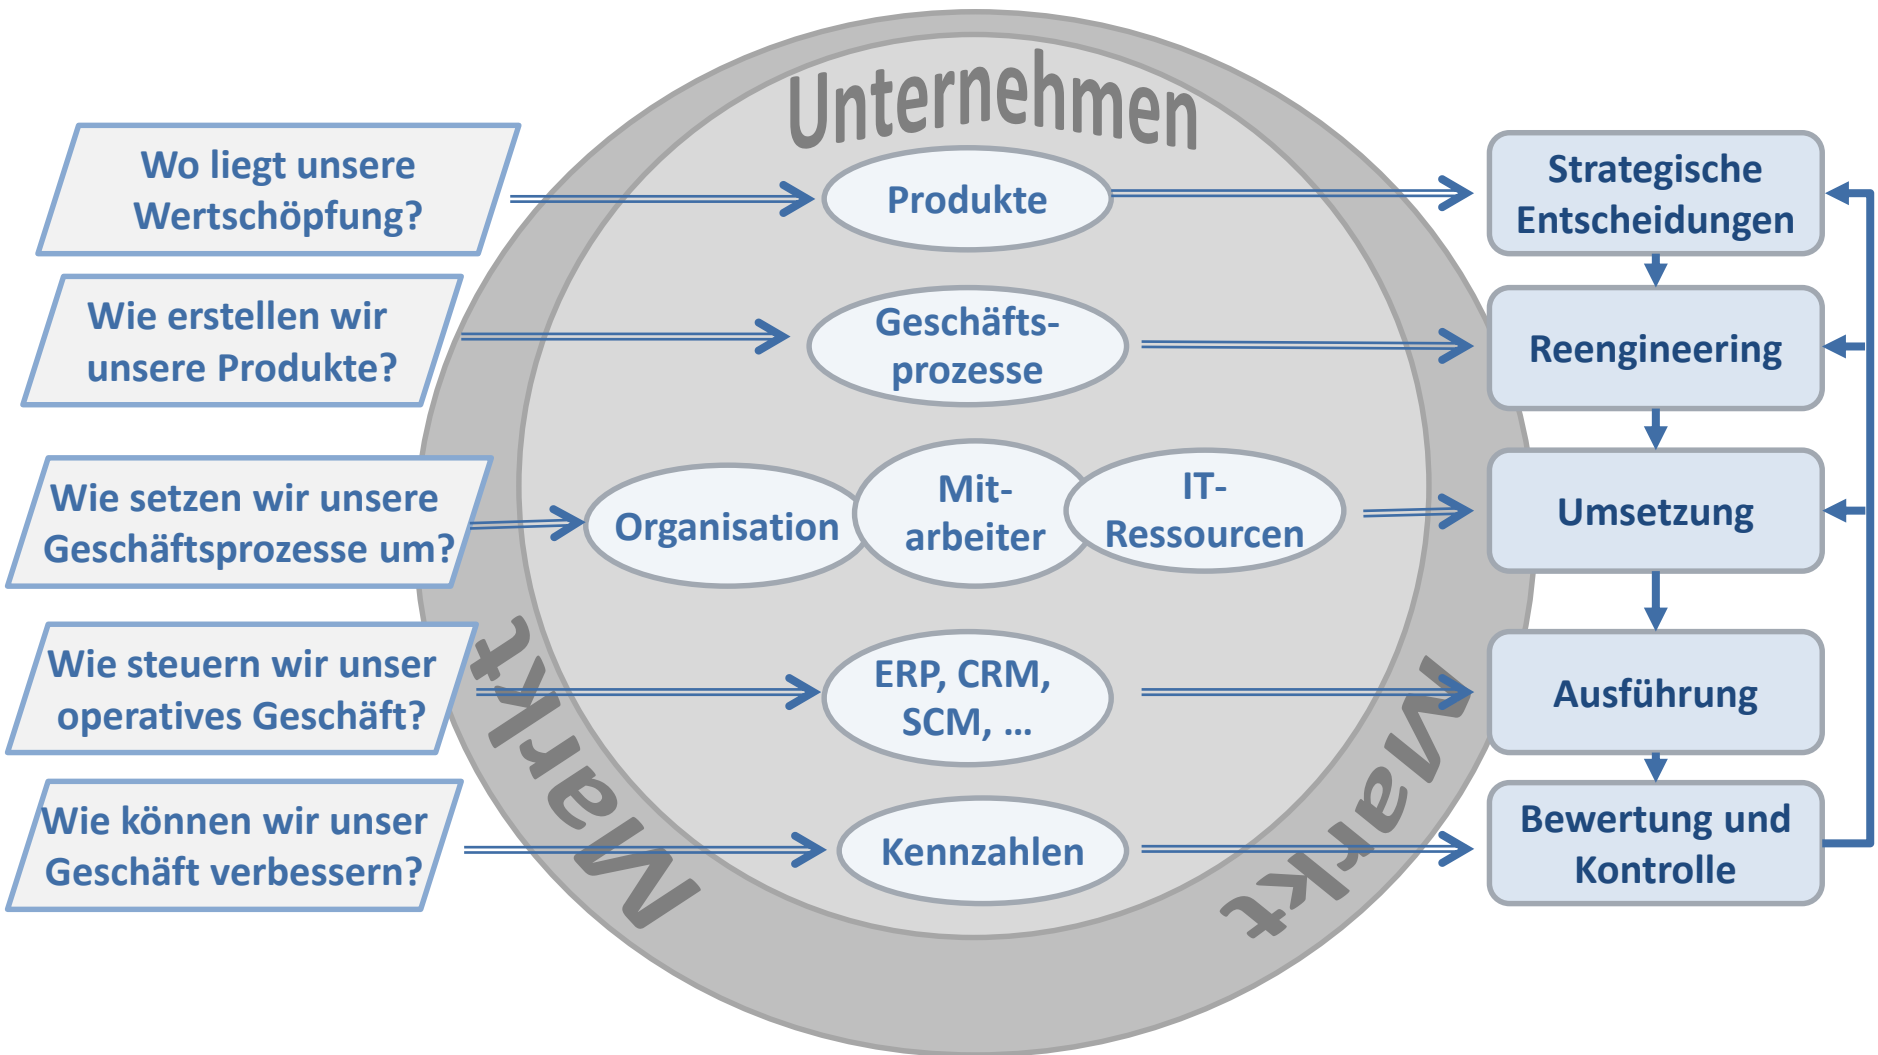 Unternehmen
Wo liegt unsere
Wertschöpfung?
Produkte
Strategische
Entscheidungen
Wie erstellen wir
unsere Produkte?
Geschäfts-
prozesse
Reengineering
Wie setzen wir unsere
Geschäftsprozesse um?
Organisation
Mit-
arbeiter
IT-
Ressourcen
Umsetzung
Wie steuern wir unser
operatives Geschäft?
ERP, CRM,
SCM, ...
Ausführung
Wie können wir unser
Geschäft verbessern?
Kennzahlen
Bewertung und
Kontrolle
Markt
Markt